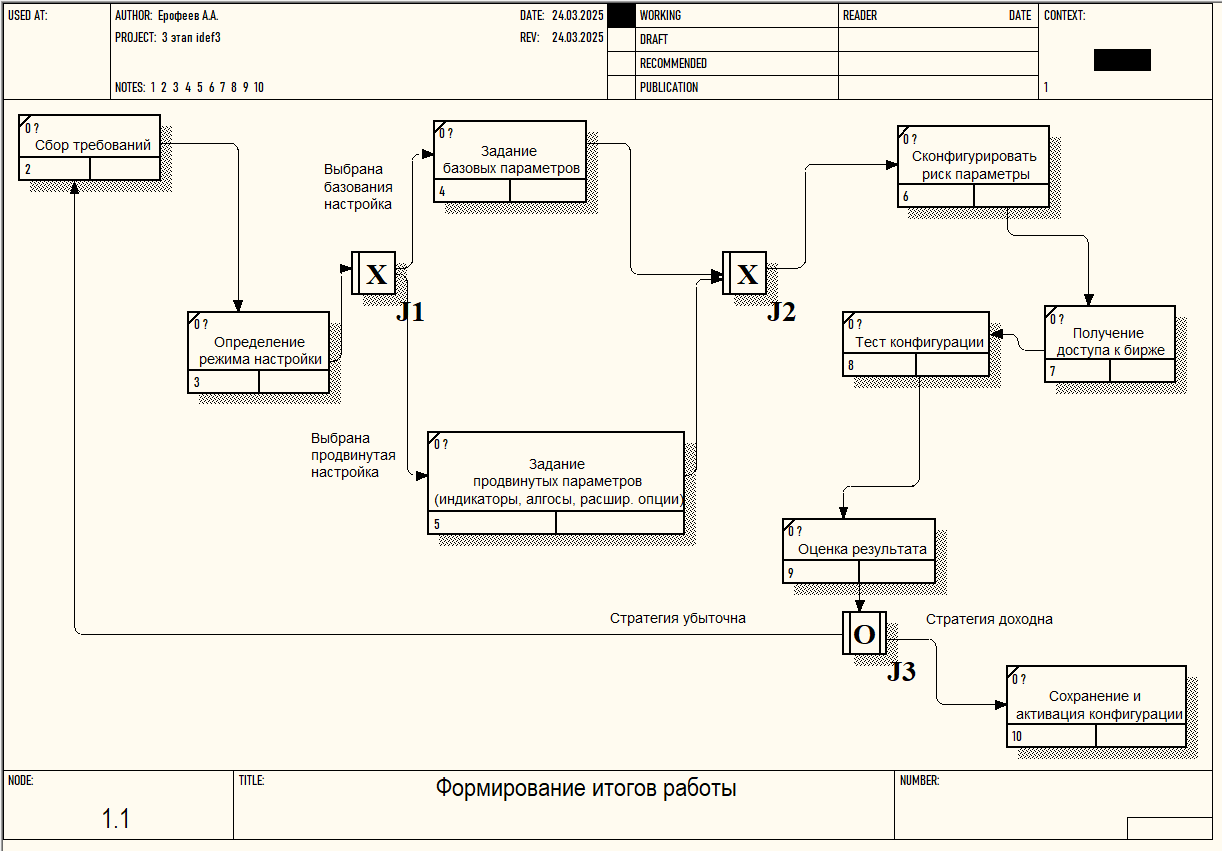 USED AT:
AUTHOR: Ерофеев А.А.
DATE: 24.03.2025
PROJECT: 3 этап idef3
REV: 24.03.2025
NOTES: 1 2 3 4 5 6 7 8 9 10
WORKING
DRAFT
RECOMMENDED
PUBLICATION
READER
DATE
CONTEXT:
1
0 ?
Сбор требований
2
Выбрана
базования
настройка
0 ?
Задание
базовых параметров
4
0 ?
Сконфигурировать
риск параметры
6
X
J1
X
J2
0 ?
Определение
режима настройки
3
0 ?
Тест конфигурации
8
0 ?
Получение
доступа к бирже
7
Выбрана
продвинутая
настройка
0 ?
Задание
продвинутых параметров
(индикаторы, алгосы, расшир. опции)
5
0 ?
Оценка результата
9
Стратегия убыточна
O
J3
Стратегия доходна
0 ?
Сохранение и
активация конфигурации
10
NODE:
1.1
TITLE:
Формирование итогов работы
NUMBER: